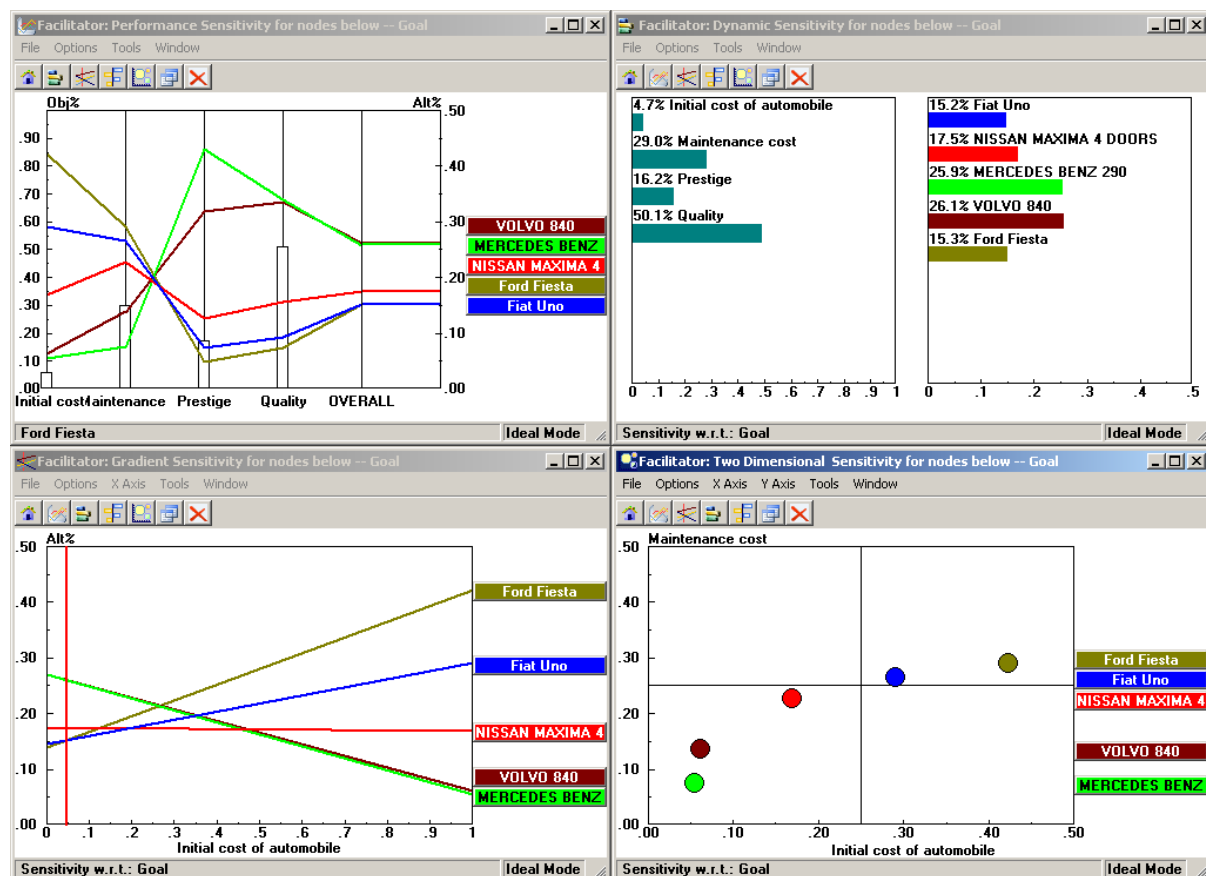 Facilitator: Performance Sensitivity for nodes below -- Goal
File Options Tools Window
Obj% Alt%
.90
.80
.70
.60
.50
.40
.30
.20
.10
.00
.50
.40
.30
.20
.10
.00
Initial cost Maintenance Prestige Quality OVERALL
VOLVO 840
MERCEDES BENZ
NISSAN MAXIMA 4
Ford Fiesta
Fiat Uno
Ford Fiesta Ideal Mode
Facilitator: Dynamic Sensitivity for nodes below -- Goal
File Options Tools Window
4.7% Initial cost of automobile
29.0% Maintenance cost
16.2% Prestige
50.1% Quality
0 .1 .2 .3 .4 .5 .6 .7 .8 .9 1
15.2% Fiat Uno
17.5% NISSAN MAXIMA 4 DOORS
25.9% MERCEDES BENZ 290
26.1% VOLVO 840
15.3% Ford Fiesta
0 .1 .2 .3 .4 .5
Sensitivity w.r.t.: Goal Ideal Mode
Facilitator: Gradient Sensitivity for nodes below -- Goal
File Options X Axis Tools Window
Alt%
.50
.40
.30
.20
.10
.00
0 .1 .2 .3 .4 .5 .6 .7 .8 .9 1
Initial cost of automobile
Ford Fiesta
Fiat Uno
NISSAN MAXIMA 4
VOLVO 840
MERCEDES BENZ
Sensitivity w.r.t.: Goal Ideal Mode
Facilitator: Two Dimensional Sensitivity for nodes below -- Goal
File Options X Axis Y Axis Tools Window
Maintenance cost
.50
.40
.30
.20
.10
.00
.00 .10 .20 .30 .40 .50
Initial cost of automobile
Ford Fiesta
Fiat Uno
NISSAN MAXIMA 4
VOLVO 840
MERCEDES BENZ
Sensitivity w.r.t.: Goal Ideal Mode